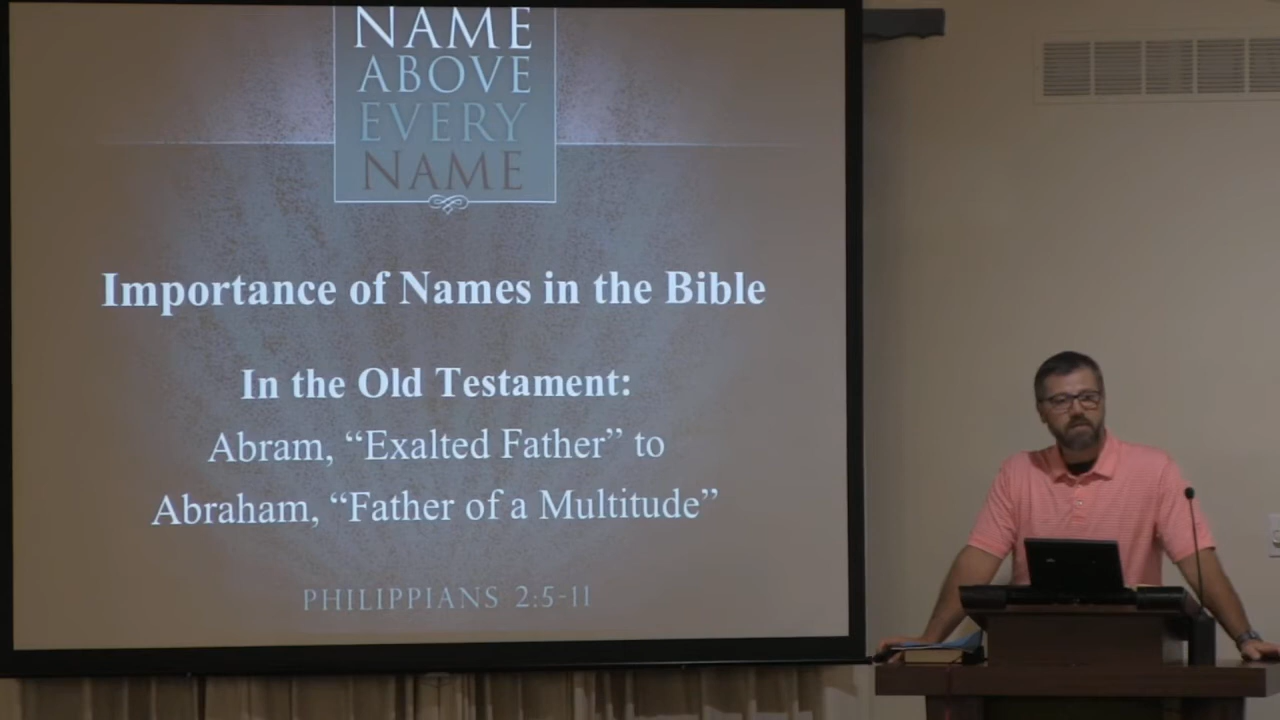 NAME
ABOVE
EVERY
NAME
Importance of Names in the Bible
In the Old Testament:
Abram, “Exalted Father” to
Abraham, “Father of a Multitude”
PHILIPPIANS 2:5-11